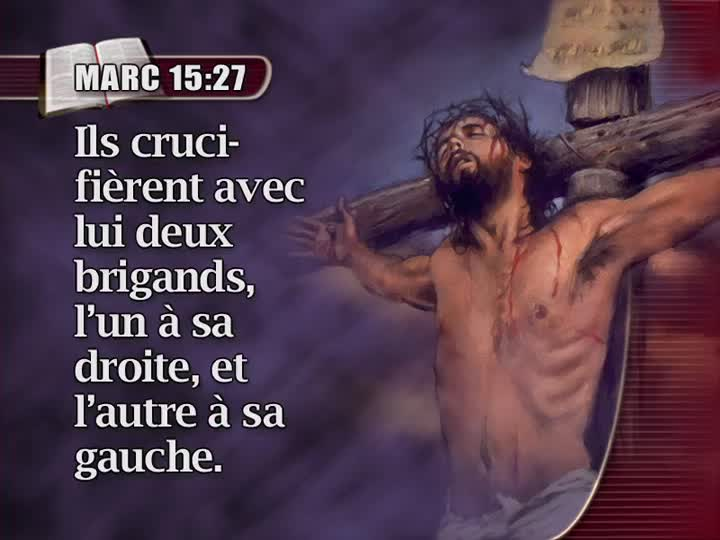 MARC 15:27
Ils cruci-
fièrent avec
lui deux
brigands,
l’un à sa
droite, et
l’autre à sa
gauche.